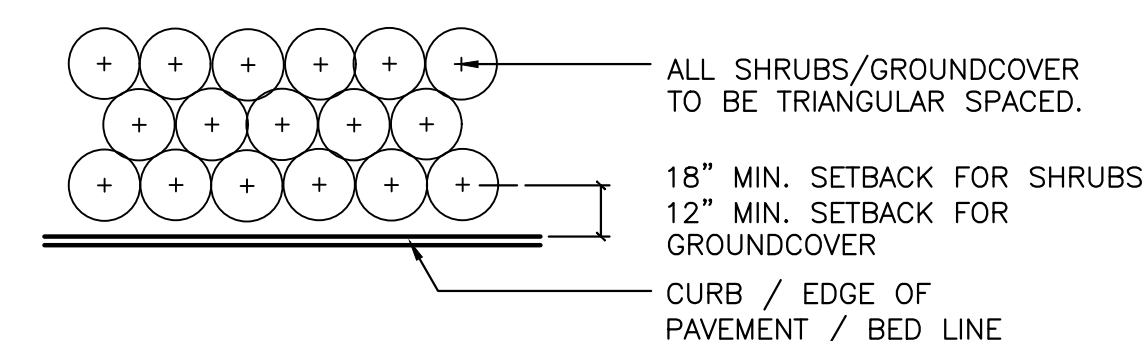 ALL SHRUBS/GROUNDCOVER
TO BE TRIANGULAR SPACED.
18" MIN. SETBACK FOR SHRUBS
12" MIN. SETBACK FOR
GROUNDCOVER
CURB / EDGE OF
PAVEMENT / BED LINE